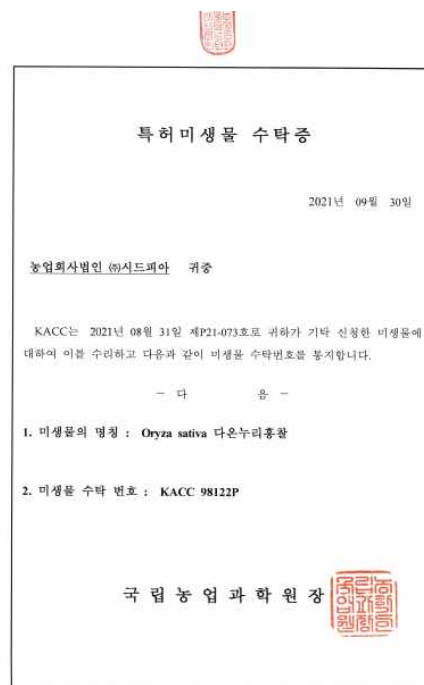 특허미생물 수탁증
2021년 09월 30일
농업회사법인 ㈜시드피아 귀중
KACC는 2021년 08월 31일 제P21-073호로 귀하가 기탁 신청한 미생물에
대하여 이를 수리하고 다음과 같이 미생물 수탁번호를 통지합니다.
- 다 음 -
1. 미생물의 명칭 : Oryza sativa 다온누리홍찰
2. 미생물 수탁 번호 : KACC 98122P
국립농업과학원장